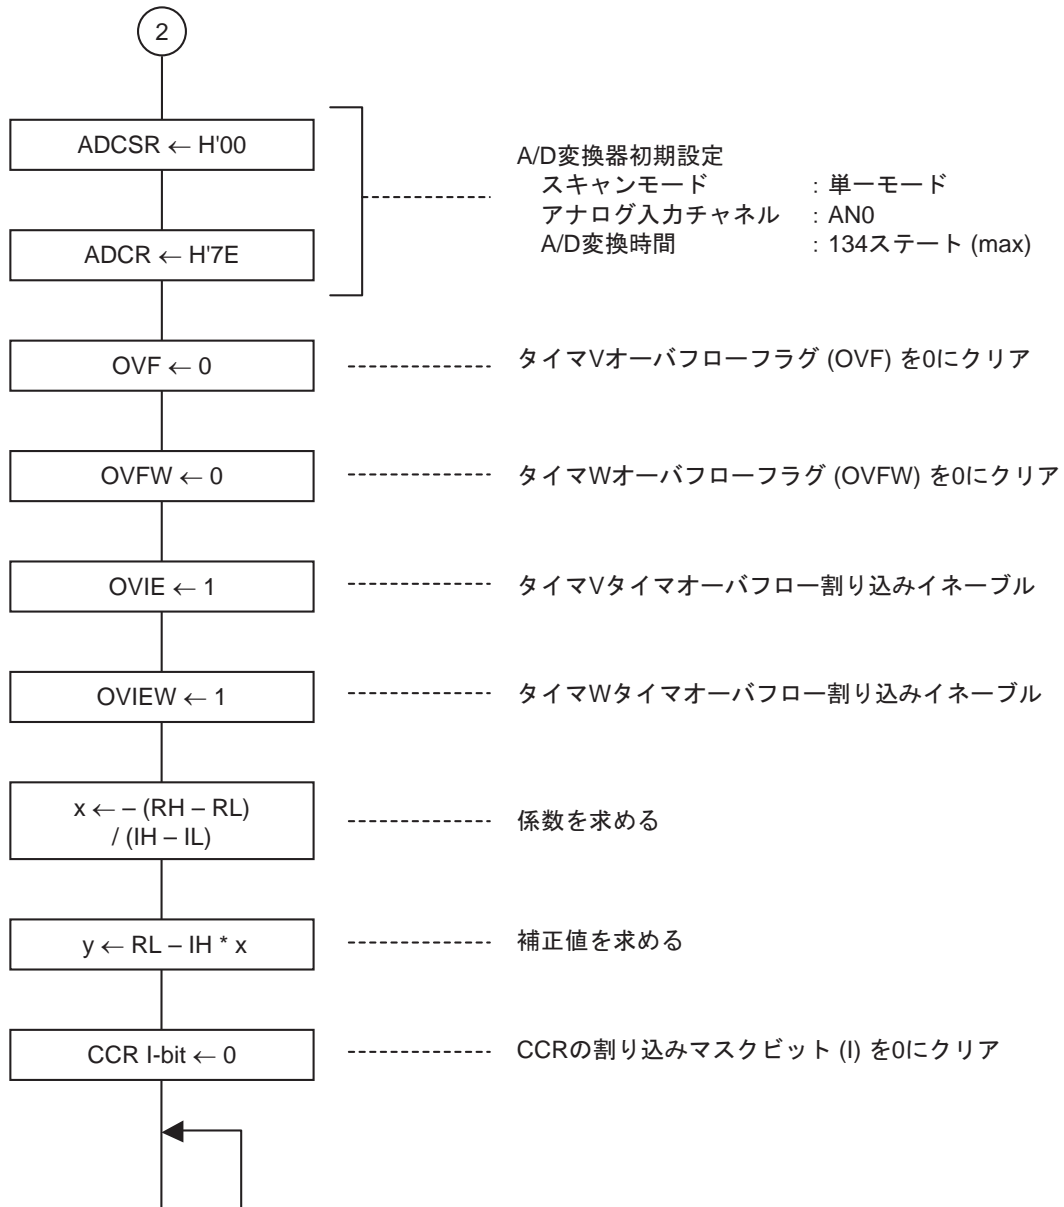 2
ADCSR ← H'00
A/D変換器初期設定
スキャンモード : 単一モード
アナログ入力チャネル : AN0
A/D変換時間 : 134ステート (max)
ADCR ← H'7E
OVF ← 0
タイマVオーバフローフラグ (OVF) を0にクリア
OVFW ← 0
タイマWオーバフローフラグ (OVFW) を0にクリア
OVIE ← 1
タイマVタイマオーバフロー割り込みイネーブル
OVIEW ← 1
タイマWタイマオーバフロー割り込みイネーブル
x ← – (RH – RL)
/ (IH – IL)
係数を求める
y ← RL – IH * x
補正値を求める
CCR I-bit ← 0
CCRの割り込みマスクビット (I) を0にクリア